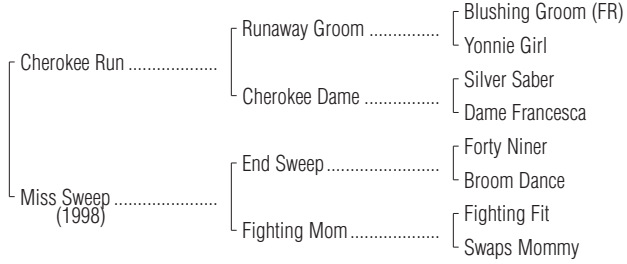 Blushing Groom (FR)
Runaway Groom ................
Yonnie Girl
Cherokee Run ...................
Silver Saber
Cherokee Dame .................
Dame Francesca
Forty Niner
End Sweep .........................
Broom Dance
Miss Sweep ......................
(1998)
Fighting Fit
Fighting Mom ....................
Swaps Mommy